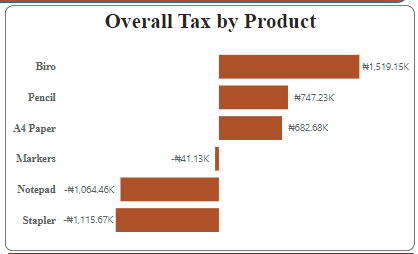 Overall Tax by Product
Biro ₦1,519.15K
Pencil ₦747.23K
A4 Paper ₦682.68K
Markers -₦41.13K
Notepad -₦1,064.46K
Stapler -₦1,115.67K